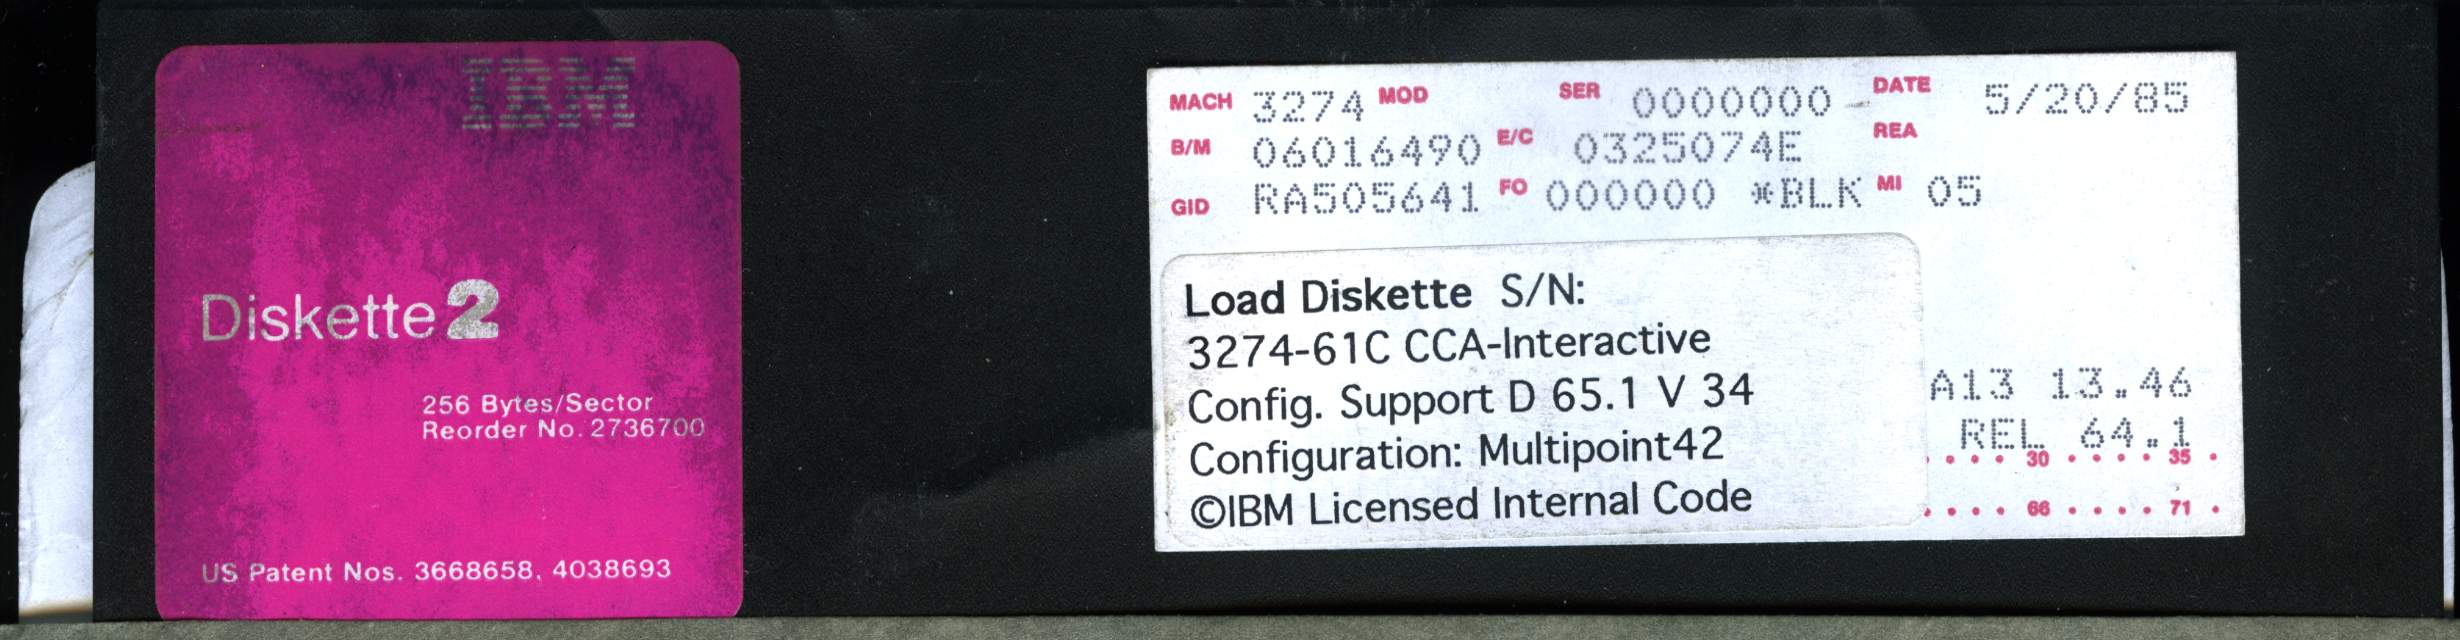 IBM
Diskette 2
256 Bytes/Sector
Reorder No. 2736700
US Patent Nos. 3668658, 4038693
MACH 3274 MOD SER 0000000 DATE 5/20/85
B/M 06016490 E/C 0325074E REA
GID RA505641 FO 000000 *BLK MI 05
Load Diskette S/N:
3274-61C CCA-Interactive
Config. Support D 65.1 V 34
Configuration: Multipoint42
©IBM Licensed Internal Code
A13 13.46
REL 64.1
. . . . 30 . . . . 35 .
. . . . 66 . . . . 71 .